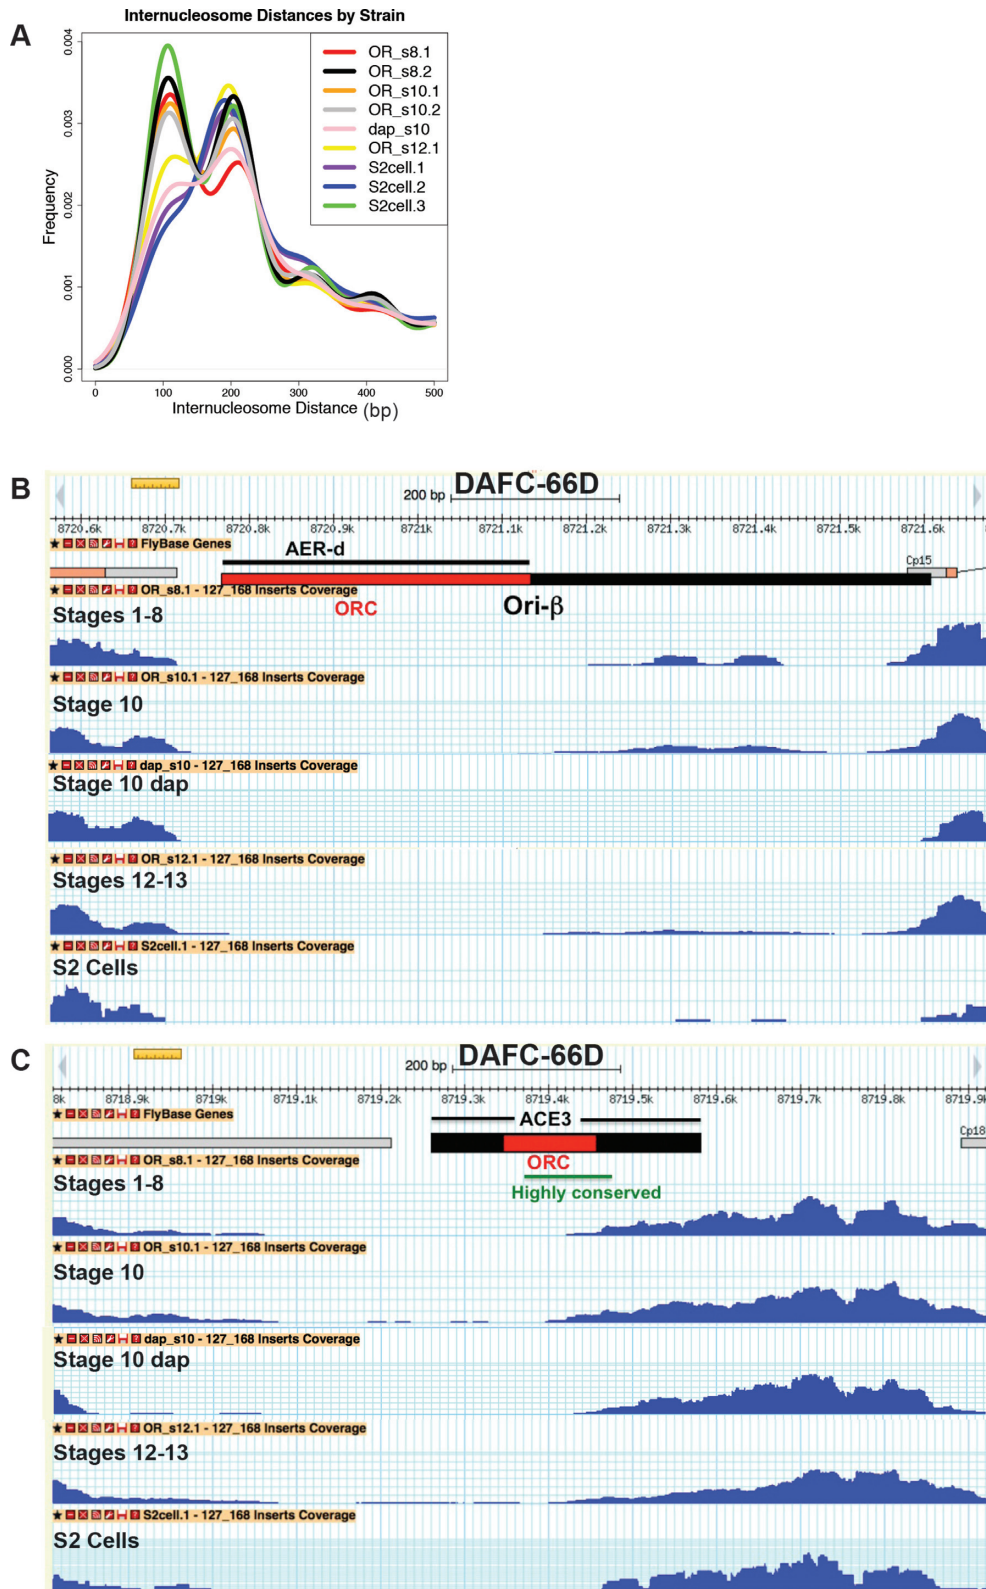 A
Internucleosome Distances by Strain
Frequency
0.000
0.001
0.002
0.003
0.004
OR_s8.1
OR_s8.2
OR_s10.1
OR_s10.2
dap_s10
OR_s12.1
S2cell.1
S2cell.2
S2cell.3
0 100 200 300 400 500
Internucleosome Distance (bp)
B
DAFC-66D
200 bp
8720.6k 8720.7k 8720.8k 8720.9k 8721k 8721.1k 8721.2k 8721.3k 8721.4k 8721.5k 8721.6k
FlyBase Genes
AER-d
Cp15
OR_s8.1 - 127_168 Inserts Coverage
ORC
Ori-β
Stages 1-8
OR_s10.1 - 127_168 Inserts Coverage
Stage 10
dap_s10 - 127_168 Inserts Coverage
Stage 10 dap
OR_s12.1 - 127_168 Inserts Coverage
Stages 12-13
S2cell.1 - 127_168 Inserts Coverage
S2 Cells
C
DAFC-66D
200 bp
8k 8718.9k 8719k 8719.1k 8719.2k 8719.3k 8719.4k 8719.5k 8719.6k 8719.7k 8719.8k 8719.9k
FlyBase Genes
ACE3
Cp18
OR_s8.1 - 127_168 Inserts Coverage
ORC
Stages 1-8
Highly conserved
OR_s10.1 - 127_168 Inserts Coverage
Stage 10
dap_s10 - 127_168 Inserts Coverage
Stage 10 dap
OR_s12.1 - 127_168 Inserts Coverage
Stages 12-13
S2cell.1 - 127_168 Inserts Coverage
S2 Cells